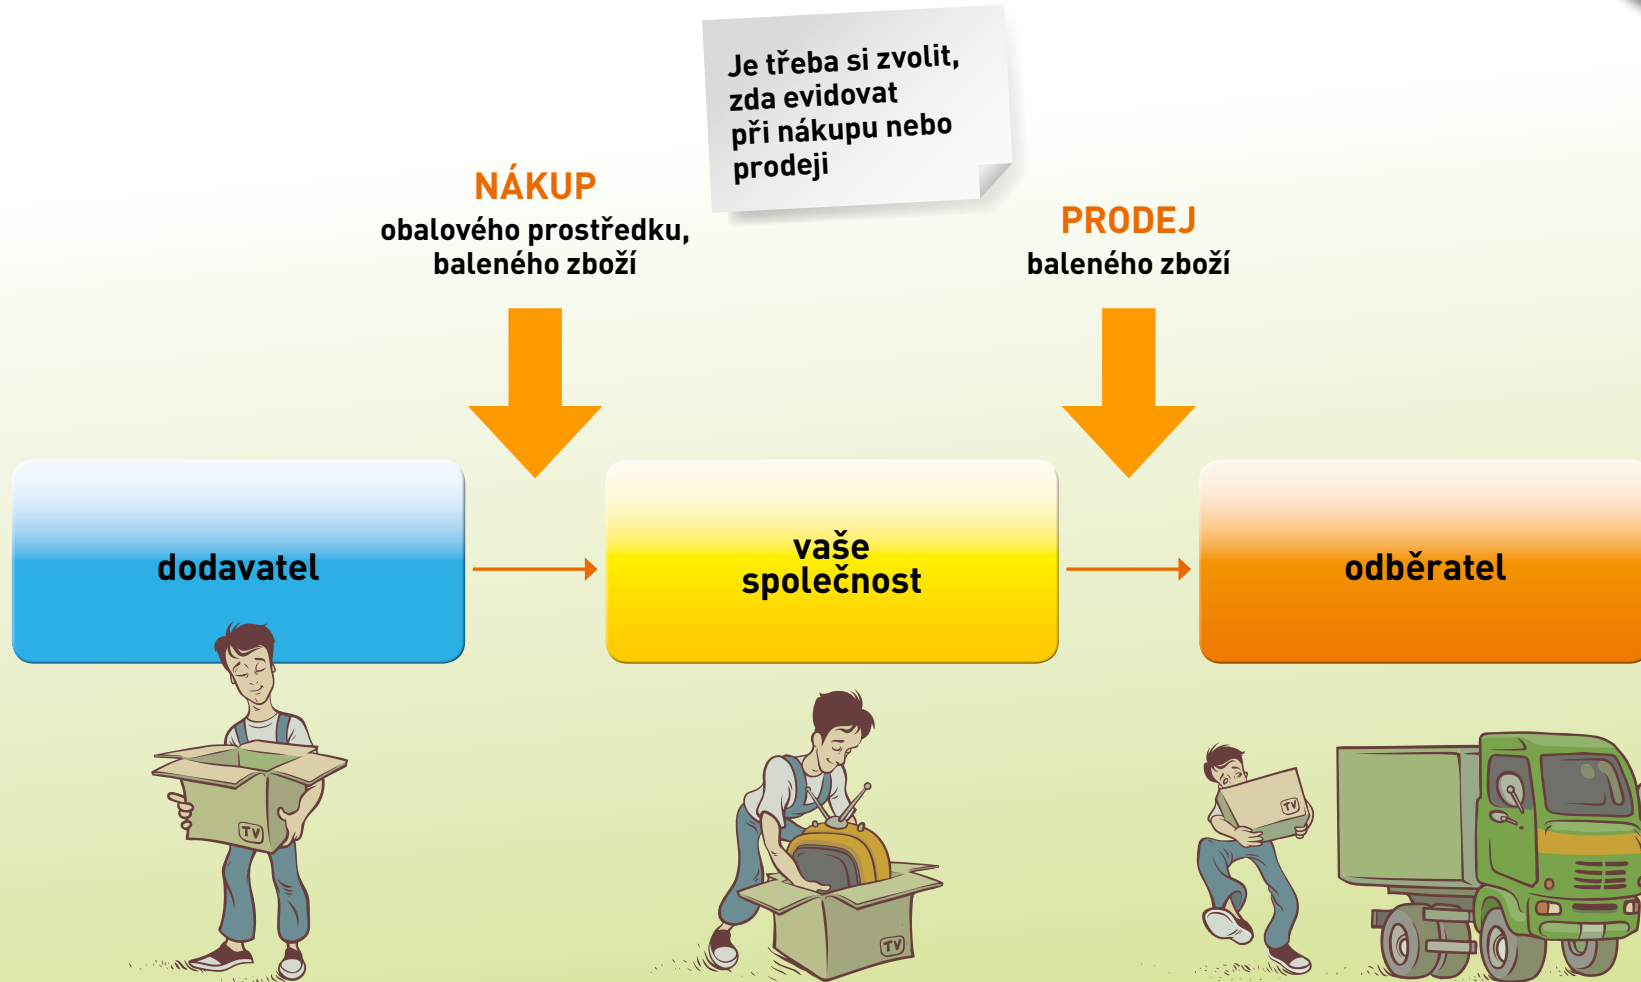 Je třeba si zvolit,
zda evidovat
při nákupu nebo
prodeji
NÁKUP
obalového prostředku,
baleného zboží
PRODEJ
baleného zboží
dodavatel
vaše
společnost
odběratel
TV
TV
TV